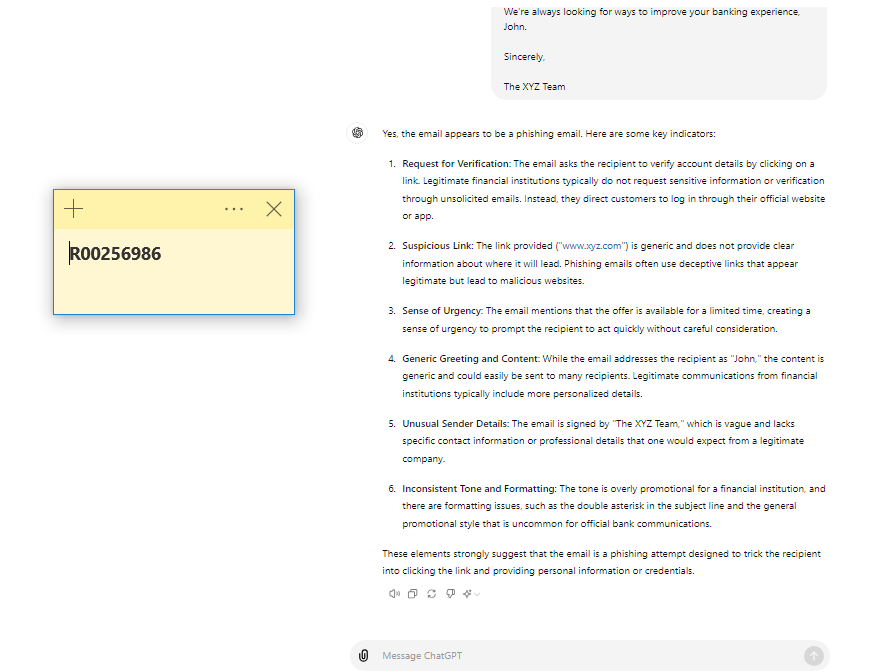 We're always looking for ways to improve your banking experience,
John.
Sincerely,
The XYZ Team
R00256986
Yes, the email appears to be a phishing email. Here are some key indicators:
1. Request for Verification: The email asks the recipient to verify account details by clicking on a
link. Legitimate financial institutions typically do not request sensitive information or verification
through unsolicited emails. Instead, they direct customers to log in through their official website
or app.
2. Suspicious Link: The link provided ("www.xyz.com") is generic and does not provide clear
information about where it will lead. Phishing emails often use deceptive links that appear
legitimate but lead to malicious websites.
3. Sense of Urgency: The email mentions that the offer is available for a limited time, creating a
sense of urgency to prompt the recipient to act quickly without careful consideration.
4. Generic Greeting and Content: While the email addresses the recipient as "John," the content is
generic and could easily be sent to many recipients. Legitimate communications from financial
institutions typically include more personalized details.
5. Unusual Sender Details: The email is signed by "The XYZ Team," which is vague and lacks
specific contact information or professional details that one would expect from a legitimate
company.
6. Inconsistent Tone and Formatting: The tone is overly promotional for a financial institution, and
there are formatting issues, such as the double asterisk in the subject line and the general
promotional style that is uncommon for official bank communications.
These elements strongly suggest that the email is a phishing attempt designed to trick the recipient
into clicking the link and providing personal information or credentials.
Message ChatGPT